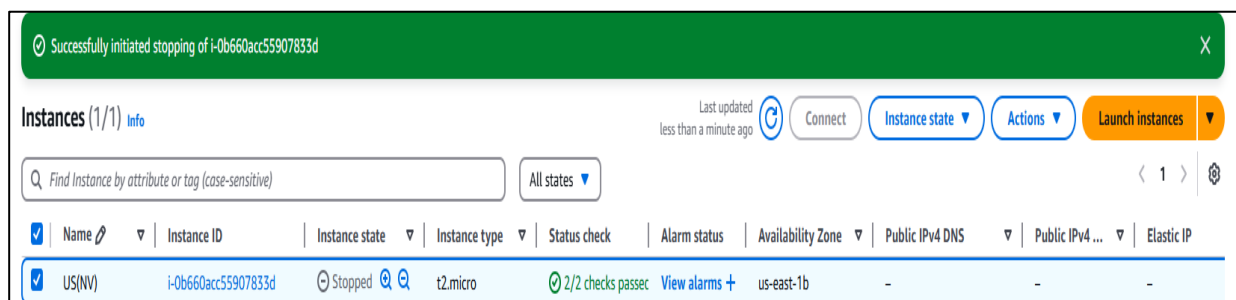 Successfully initiated stopping of i-0b660acc55907833d
Instances (1/1) Info
Last updated
less than a minute ago
Connect
Instance state
Actions
Launch instances
Find Instance by attribute or tag (case-sensitive)
All states
1
Name Instance ID Instance state Instance type Status check Alarm status Availability Zone Public IPv4 DNS Public IPv4 ... Elastic IP
US(NV) i-0b660acc55907833d Stopped t2.micro 2/2 checks passec View alarms + us-east-1b – – –